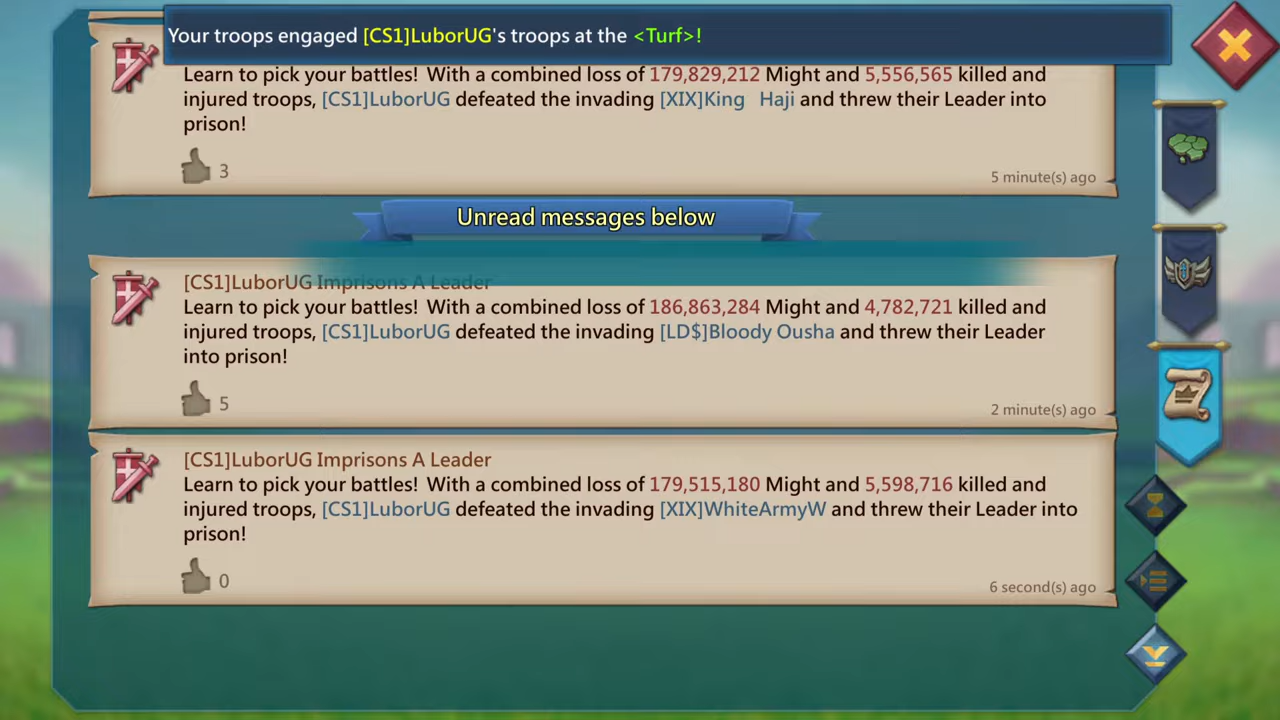 Your troops engaged [CS1]LuborUG's troops at the <Turf>!
Learn to pick your battles! With a combined loss of 179,829,212 Might and 5,556,565 killed and
injured troops, [CS1]LuborUG defeated the invading [XIX]King Haji and threw their Leader into
prison!
3
5 minute(s) ago
Unread messages below
[CS1]LuborUG Imprisons A Leader
Learn to pick your battles! With a combined loss of 186,863,284 Might and 4,782,721 killed and
injured troops, [CS1]LuborUG defeated the invading [LD$]Bloody Ousha and threw their Leader
into prison!
5
2 minute(s) ago
[CS1]LuborUG Imprisons A Leader
Learn to pick your battles! With a combined loss of 179,515,180 Might and 5,598,716 killed and
injured troops, [CS1]LuborUG defeated the invading [XIX]WhiteArmyW and threw their Leader into
prison!
0
6 second(s) ago